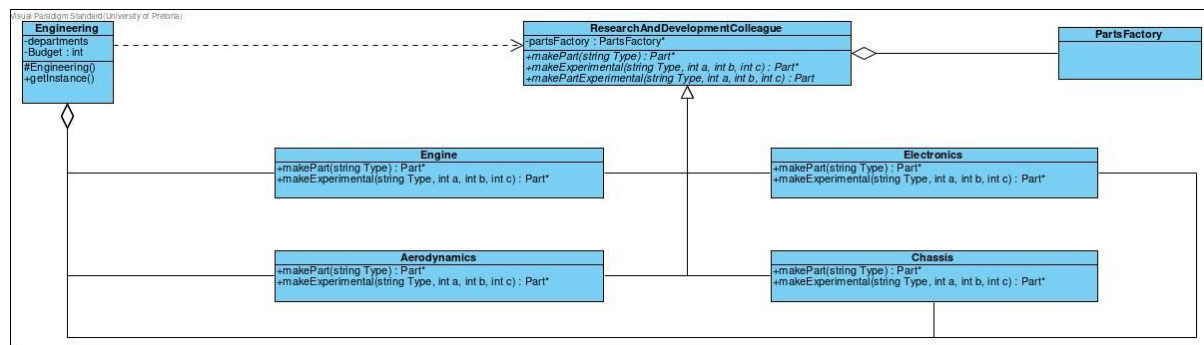 Visual Paradigm Standard(University of Pretoria)
Engineering
-departments
-Budget : int
#Engineering()
+getInstance()
ResearchAndDevelopmentColleague
-partsFactory : PartsFactory*
+makePart(string Type) : Part*
+makeExperimental(string Type, int a, int b, int c) : Part*
+makePartExperimental(string Type, int a, int b, int c) : Part
PartsFactory
Engine
+makePart(string Type) : Part*
+makeExperimental(string Type, int a, int b, int c) : Part*
Electronics
+makePart(string Type) : Part*
+makeExperimental(string Type, int a, int b, int c) : Part*
Aerodynamics
+makePart(string Type) : Part*
+makeExperimental(string Type, int a, int b, int c) : Part*
Chassis
+makePart(string Type) : Part*
+makeExperimental(string Type, int a, int b, int c) : Part*